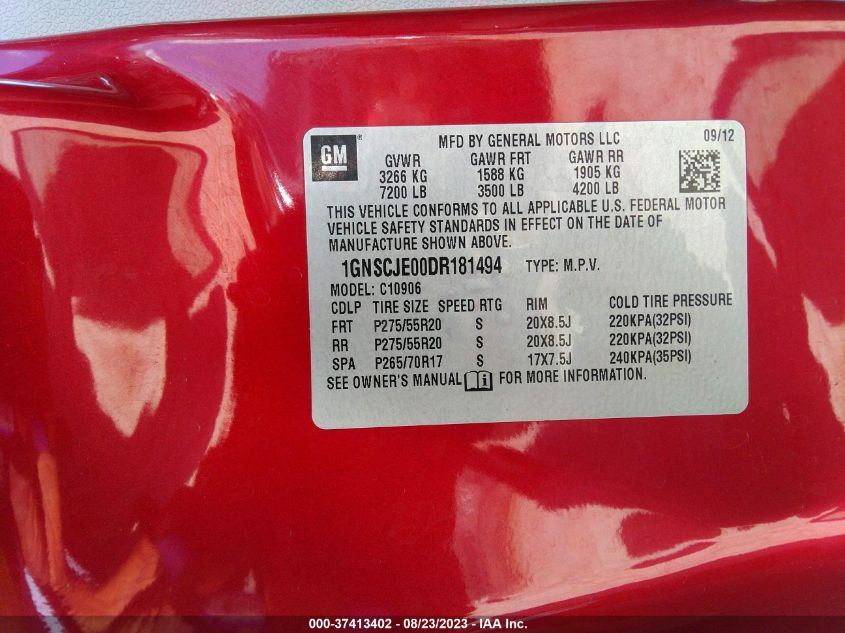 GM
®
MFD BY GENERAL MOTORS LLC 09/12
GVWR GAWR FRT GAWR RR
3266 KG 1588 KG 1905 KG
7200 LB 3500 LB 4200 LB
THIS VEHICLE CONFORMS TO ALL APPLICABLE U.S. FEDERAL MOTOR
VEHICLE SAFETY STANDARDS IN EFFECT ON THE DATE OF
MANUFACTURE SHOWN ABOVE.
1GNSCJE00DR181494 TYPE: M.P.V.
MODEL: C10906
CDLP TIRE SIZE SPEED RTG RIM COLD TIRE PRESSURE
FRT P275/55R20 S 20X8.5J 220KPA(32PSI)
RR P275/55R20 S 20X8.5J 220KPA(32PSI)
SPA P265/70R17 S 17X7.5J 240KPA(35PSI)
SEE OWNER'S MANUAL FOR MORE INFORMATION.
000-37413402 - 08/23/2023 - IAA Inc.